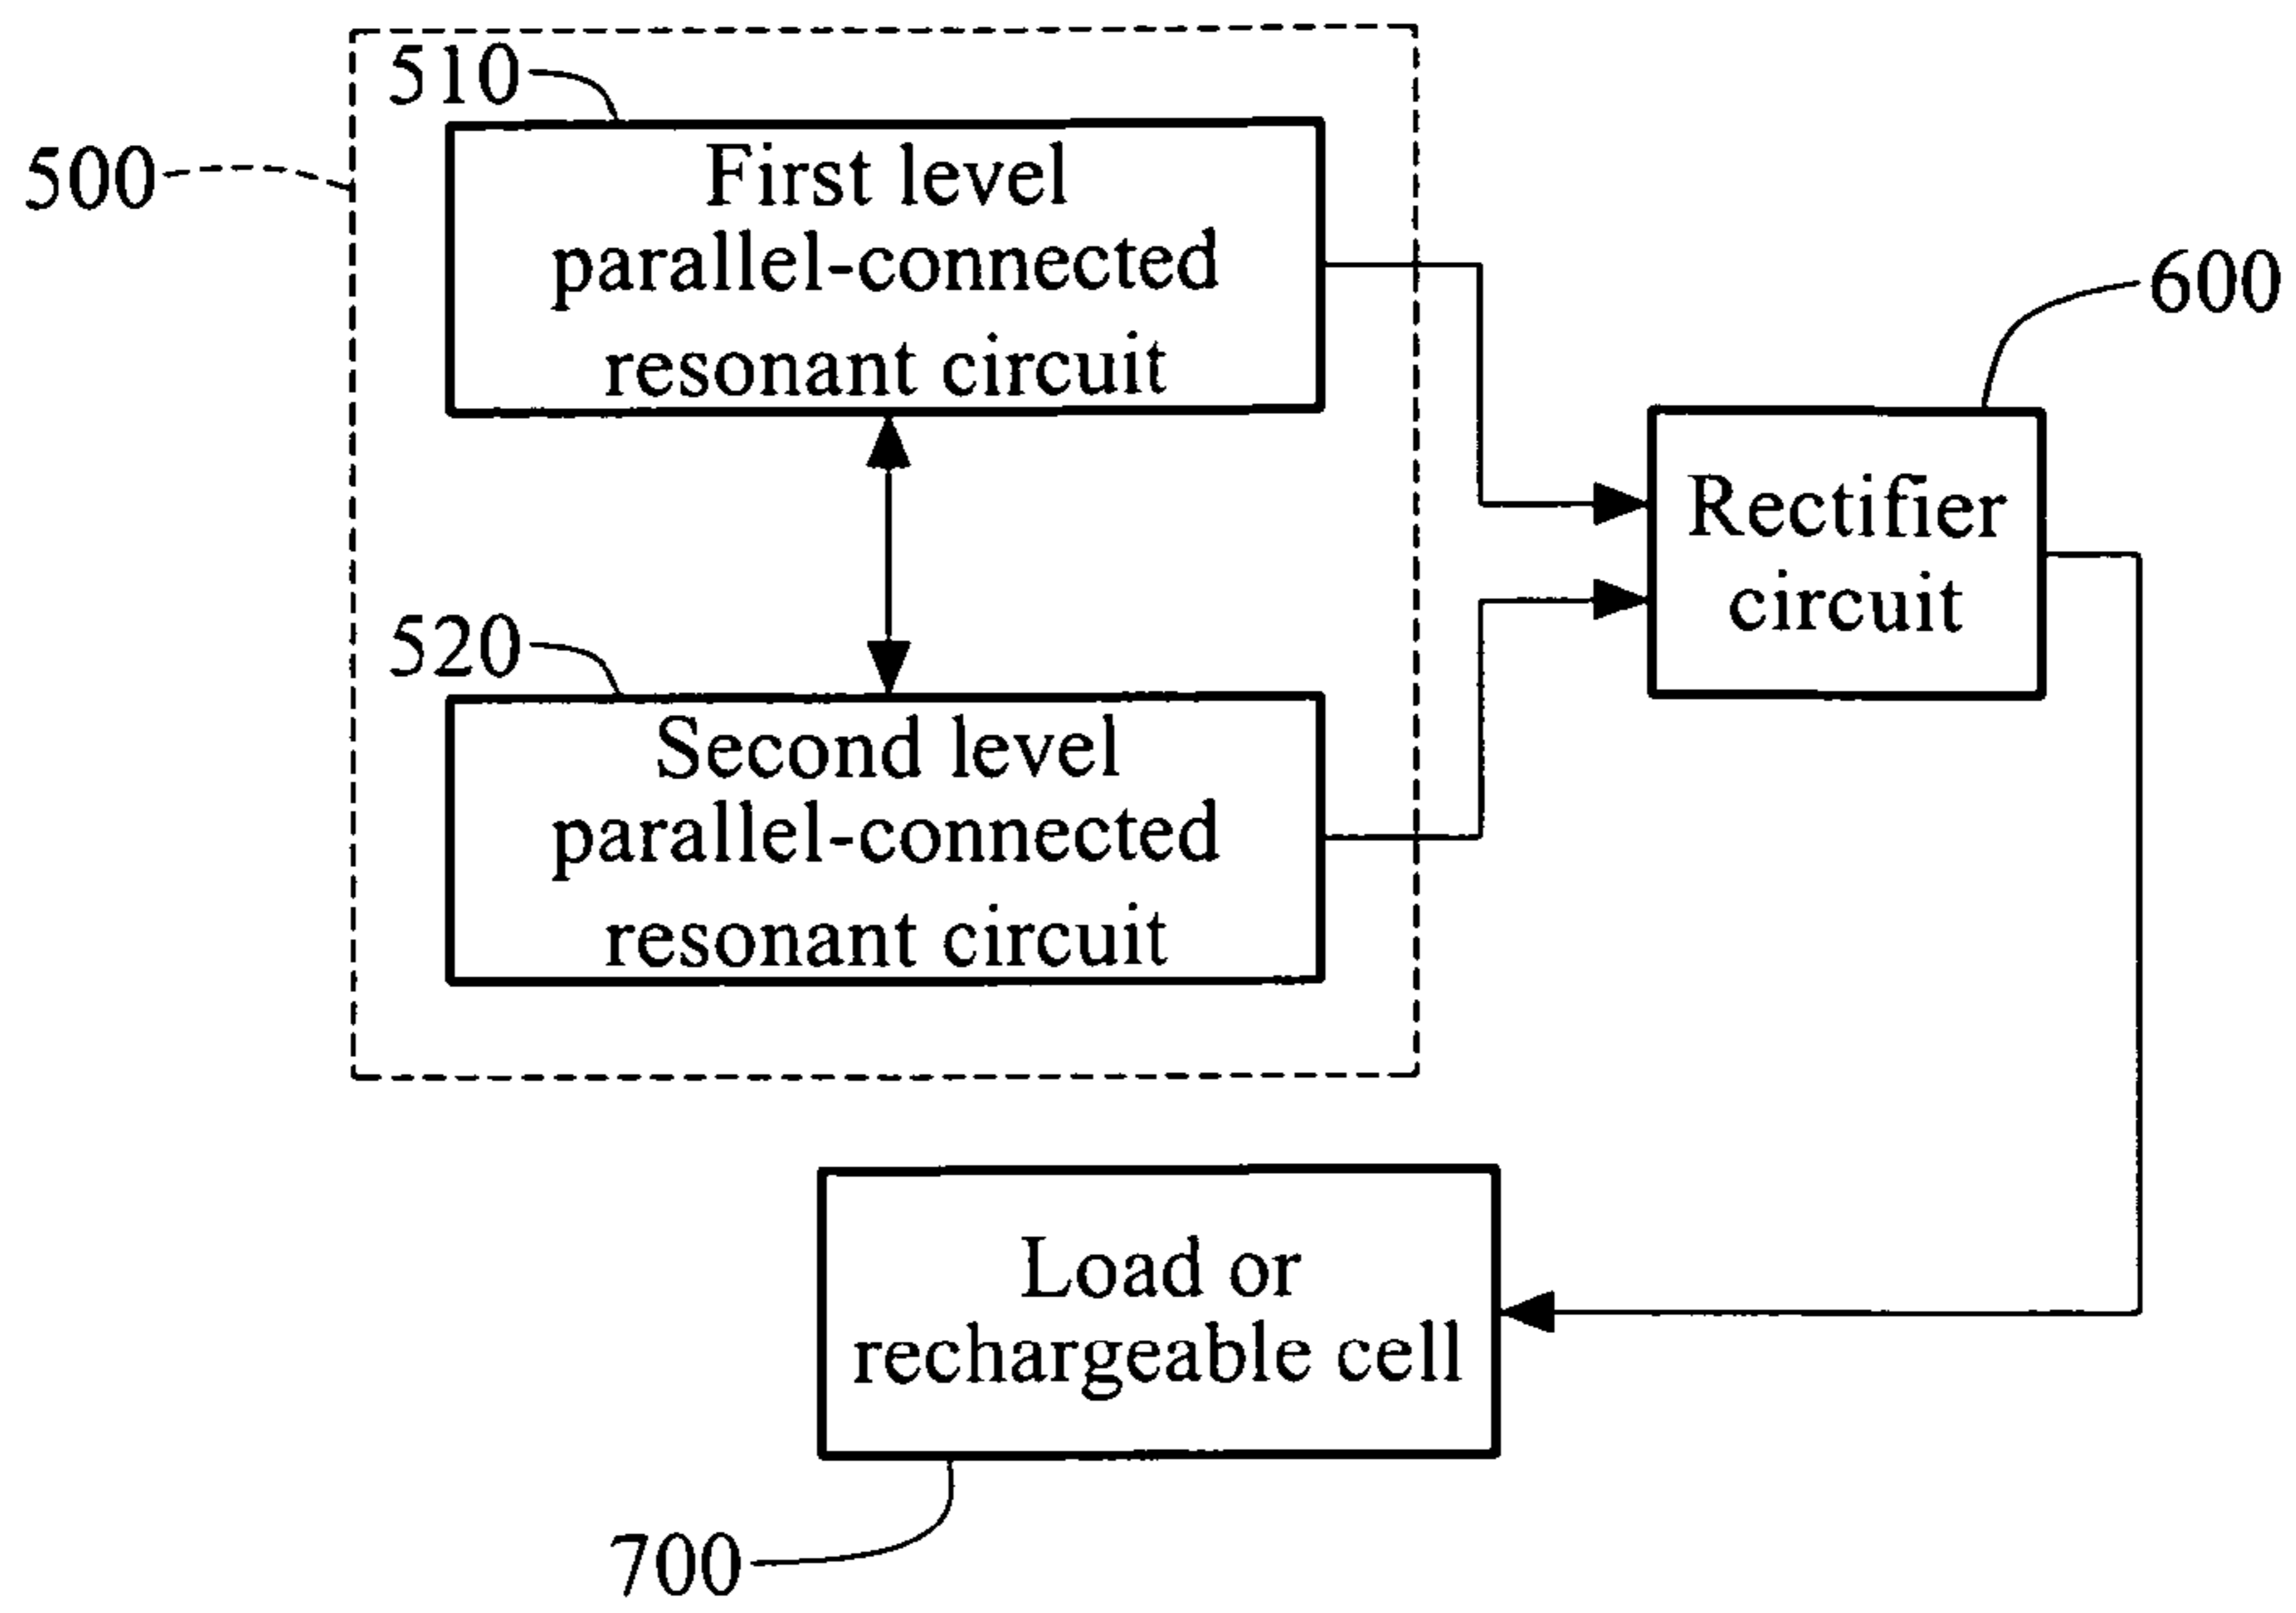 510
500
First level
parallel-connected
resonant circuit
600
Rectifier
circuit
520
Second level
parallel-connected
resonant circuit
Load or
rechargeable cell
700